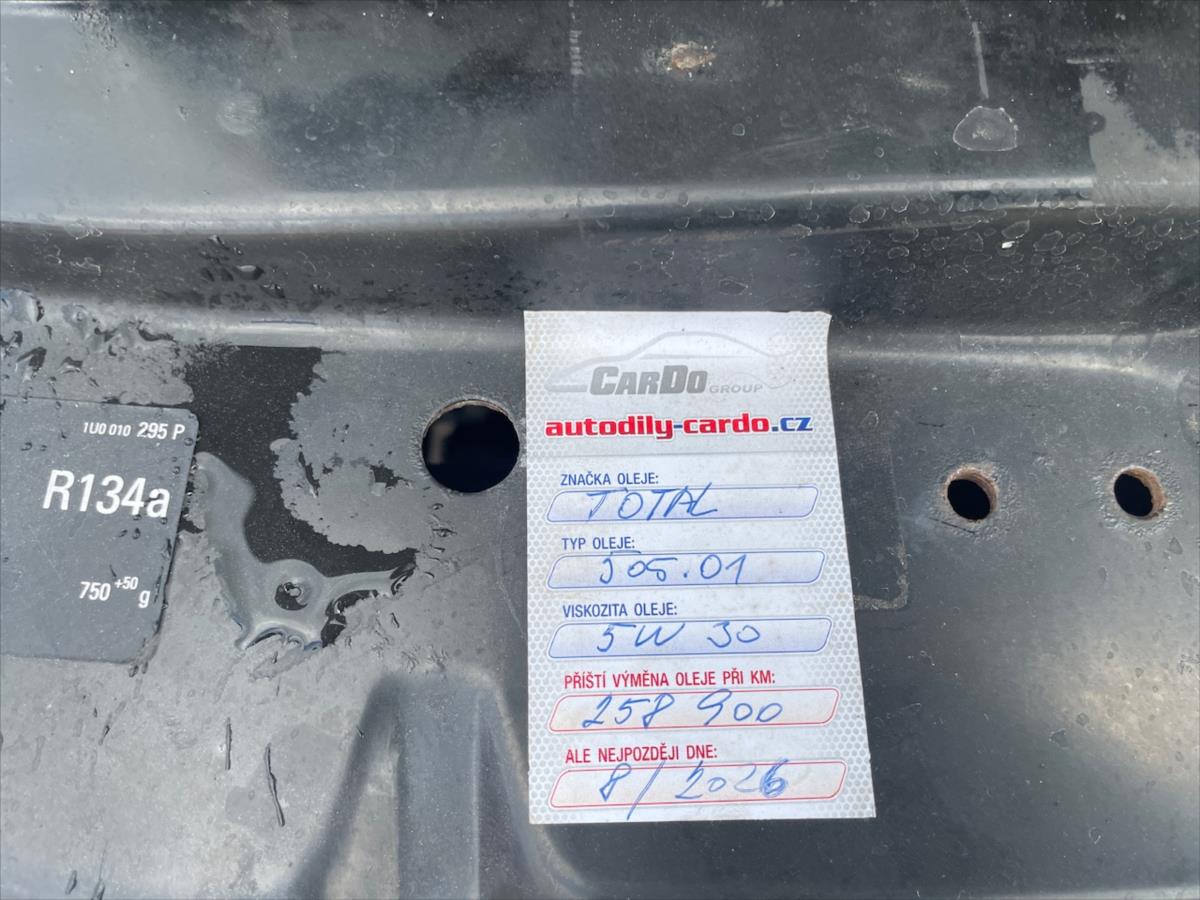 1U0 010 295 P
R134a
750 +50 g
CARDO GROUP
autodily-cardo.cz
ZNAČKA OLEJE:
TOTAL
TYP OLEJE:
505.01
VISKOZITA OLEJE:
5W 30
PŘÍŠTÍ VÝMĚNA OLEJE PŘI KM:
258 900
ALE NEJPOZDĚJI DNE:
8/2026